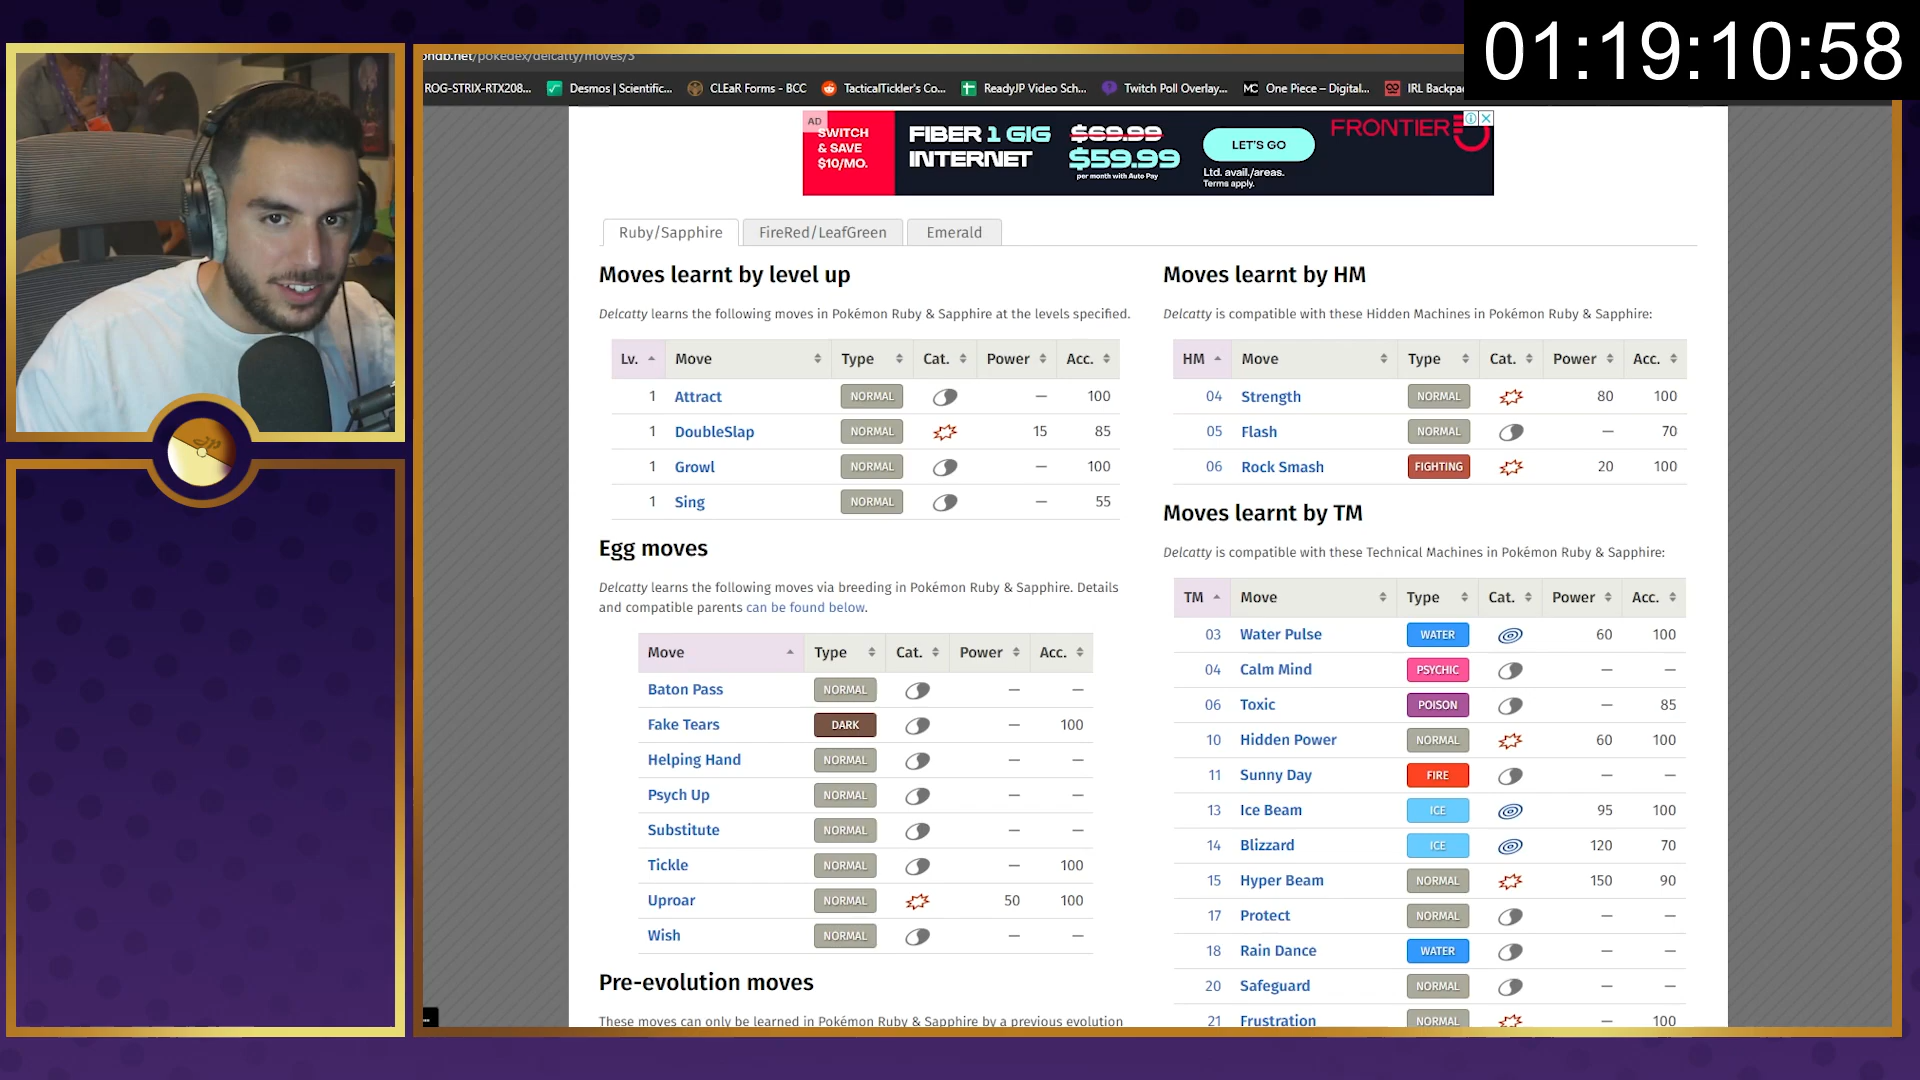 01:19:10:58
ondb.net/pokedex/delcatty/moves/3
ROG-STRIX-RTX208... Desmos | Scientific... CLEaR Forms - BCC TacticalTickler's Co... ReadyJP Video Sch... Twitch Poll Overlay... One Piece – Digital... IRL Backpa
AD
SWITCH
& SAVE
$10/MO.
FIBER 1 GIG
INTERNET
$69.99
$59.99
per month with Auto Pay
LET'S GO
Ltd. avail./areas.
Terms apply.
FRONTIER
Ruby/Sapphire FireRed/LeafGreen Emerald
Moves learnt by level up
Delcatty learns the following moves in Pokémon Ruby & Sapphire at the levels specified.
Lv. Move Type Cat. Power Acc.
1 Attract NORMAL — 100
1 DoubleSlap NORMAL 15 85
1 Growl NORMAL — 100
1 Sing NORMAL — 55
Egg moves
Delcatty learns the following moves via breeding in Pokémon Ruby & Sapphire. Details
and compatible parents can be found below.
Move Type Cat. Power Acc.
Baton Pass NORMAL — —
Fake Tears DARK — 100
Helping Hand NORMAL — —
Psych Up NORMAL — —
Substitute NORMAL — —
Tickle NORMAL — 100
Uproar NORMAL 50 100
Wish NORMAL — —
Pre-evolution moves
These moves can only be learned in Pokémon Ruby & Sapphire by a previous evolution
Moves learnt by HM
Delcatty is compatible with these Hidden Machines in Pokémon Ruby & Sapphire:
HM Move Type Cat. Power Acc.
04 Strength NORMAL 80 100
05 Flash NORMAL — 70
06 Rock Smash FIGHTING 20 100
Moves learnt by TM
Delcatty is compatible with these Technical Machines in Pokémon Ruby & Sapphire:
TM Move Type Cat. Power Acc.
03 Water Pulse WATER 60 100
04 Calm Mind PSYCHIC — —
06 Toxic POISON — 85
10 Hidden Power NORMAL 60 100
11 Sunny Day FIRE — —
13 Ice Beam ICE 95 100
14 Blizzard ICE 120 70
15 Hyper Beam NORMAL 150 90
17 Protect NORMAL — —
18 Rain Dance WATER — —
20 Safeguard NORMAL — —
21 Frustration NORMAL — 100